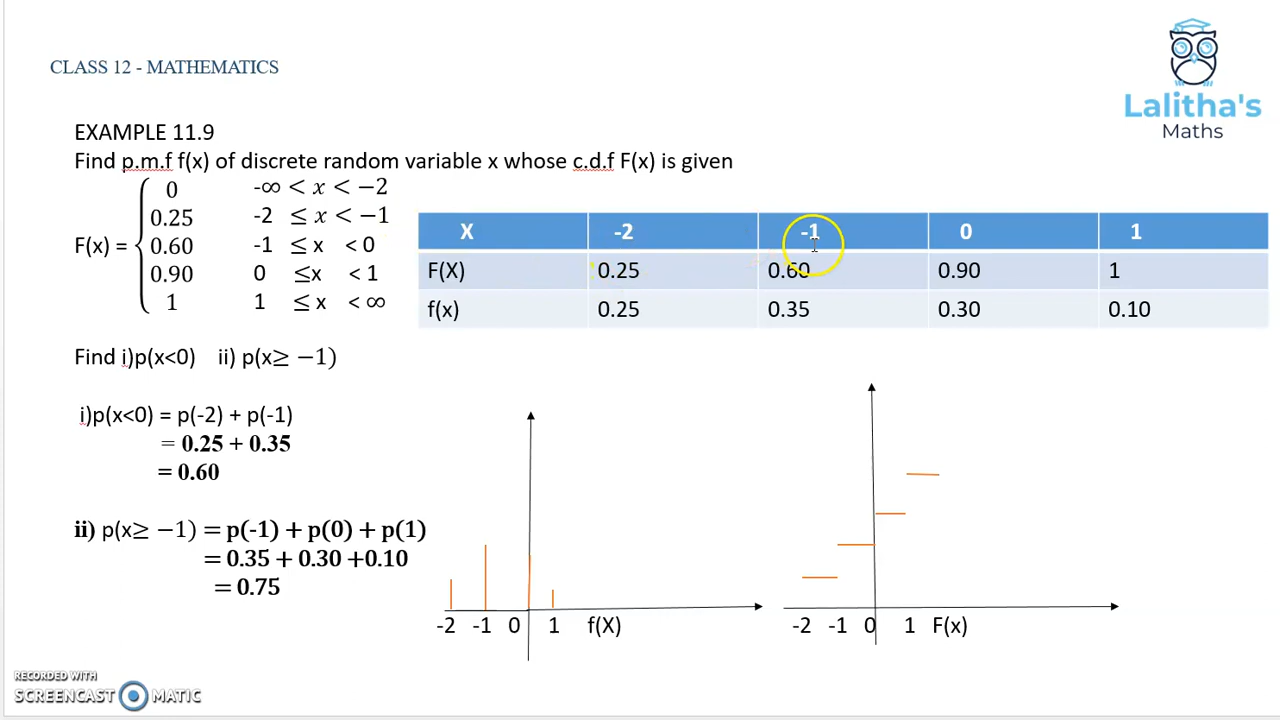 CLASS 12 - MATHEMATICS
Lalitha's
Maths
EXAMPLE 11.9
Find p.m.f f(x) of discrete random variable x whose c.d.f F(x) is given
F(x) =
0 -∞ < x < −2
0.25 -2 ≤ x < −1
0.60 -1 ≤ x < 0
0.90 0 ≤x < 1
1 1 ≤ x < ∞
X -2 -1 0 1
F(X) 0.25 0.60 0.90 1
f(x) 0.25 0.35 0.30 0.10
Find i)p(x<0) ii) p(x≥ −1)
i)p(x<0) = p(-2) + p(-1)
= 0.25 + 0.35
= 0.60
ii) p(x≥ −1) = p(-1) + p(0) + p(1)
= 0.35 + 0.30 +0.10
= 0.75
-2 -1 0 1 f(X)
-2 -1 0 1 F(x)
RECORDED WITH
SCREENCAST MATIC